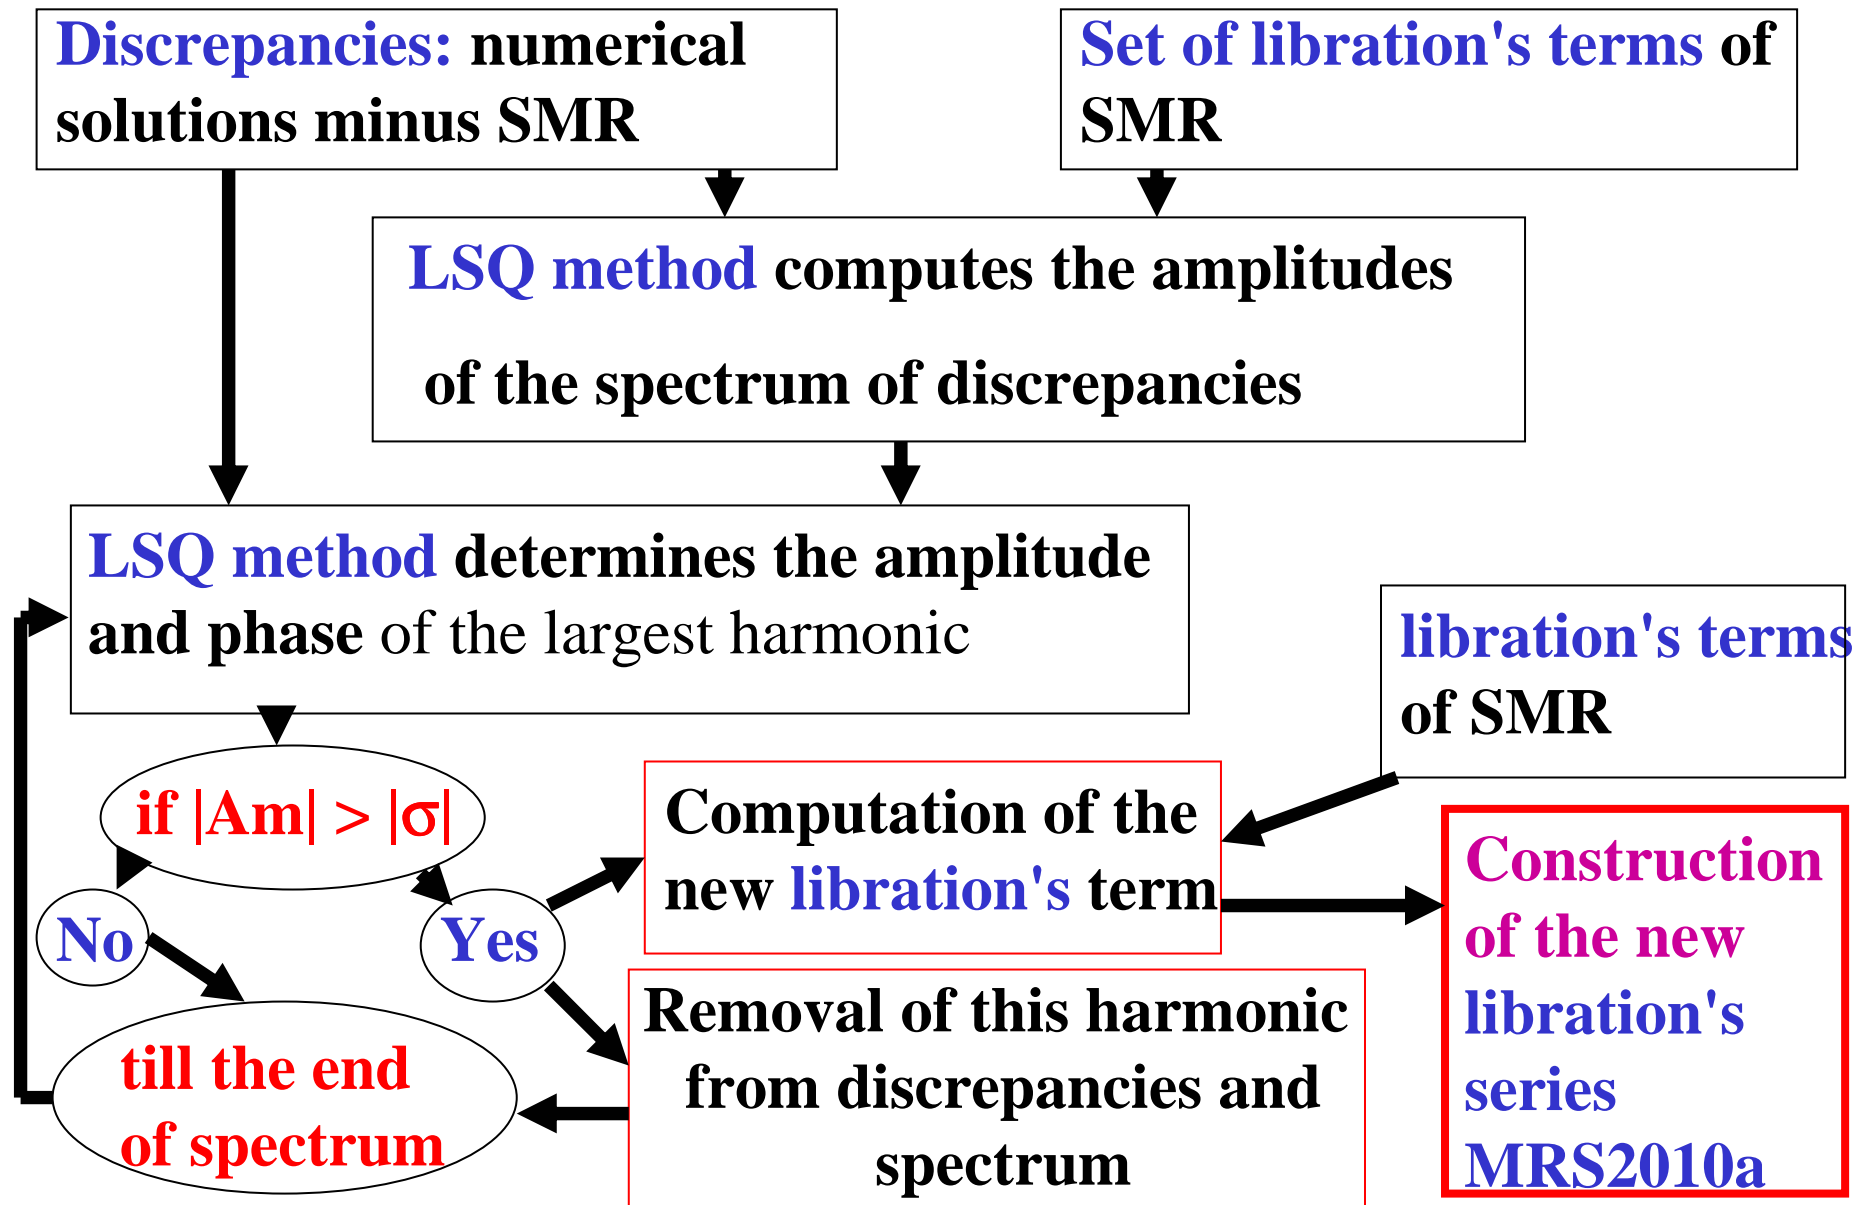 Discrepancies: numerical
solutions minus SMR
Set of libration's terms of
SMR
LSQ method computes the amplitudes
of the spectrum of discrepancies
LSQ method determines the amplitude
and phase of the largest harmonic
libration's terms
of SMR
if |Am| > |σ|
No
Yes
Computation of the
new libration's term
Removal of this harmonic
from discrepancies and
spectrum
till the end
of spectrum
Construction
of the new
libration's
series
MRS2010a